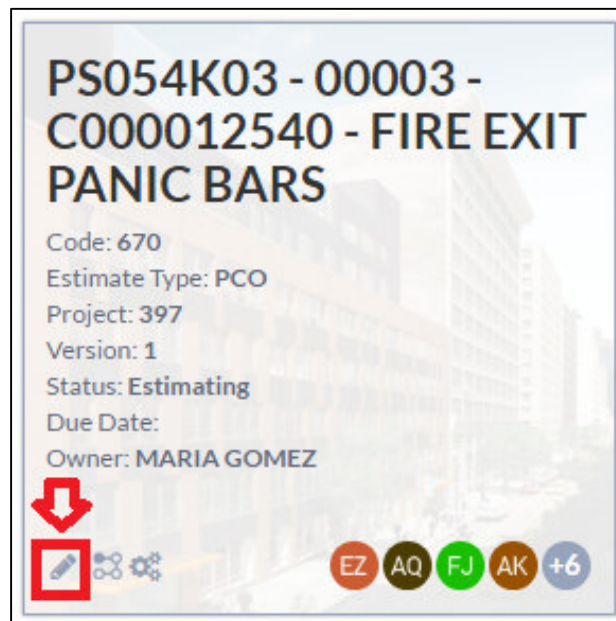 PS054K03 - 00003 -
C000012540 - FIRE EXIT
PANIC BARS
Code: 670
Estimate Type: PCO
Project: 397
Version: 1
Status: Estimating
Due Date:
Owner: MARIA GOMEZ
EZ AQ FJ AK +6